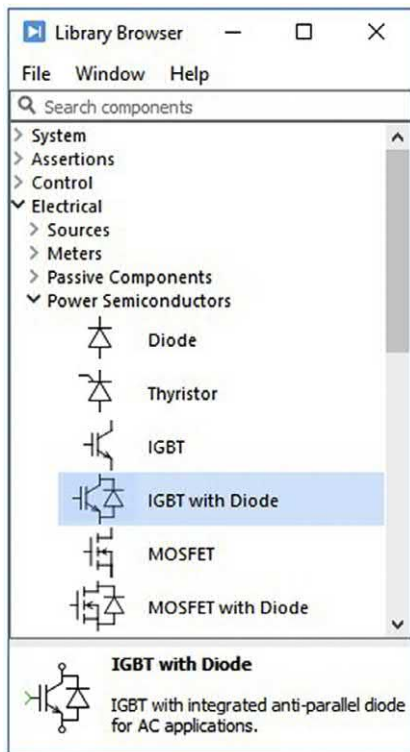 Library Browser
File Window Help
Search components
System
Assertions
Control
Electrical
Sources
Meters
Passive Components
Power Semiconductors
Diode
Thyristor
IGBT
IGBT with Diode
MOSFET
MOSFET with Diode
IGBT with Diode
IGBT with integrated anti-parallel diode
for AC applications.